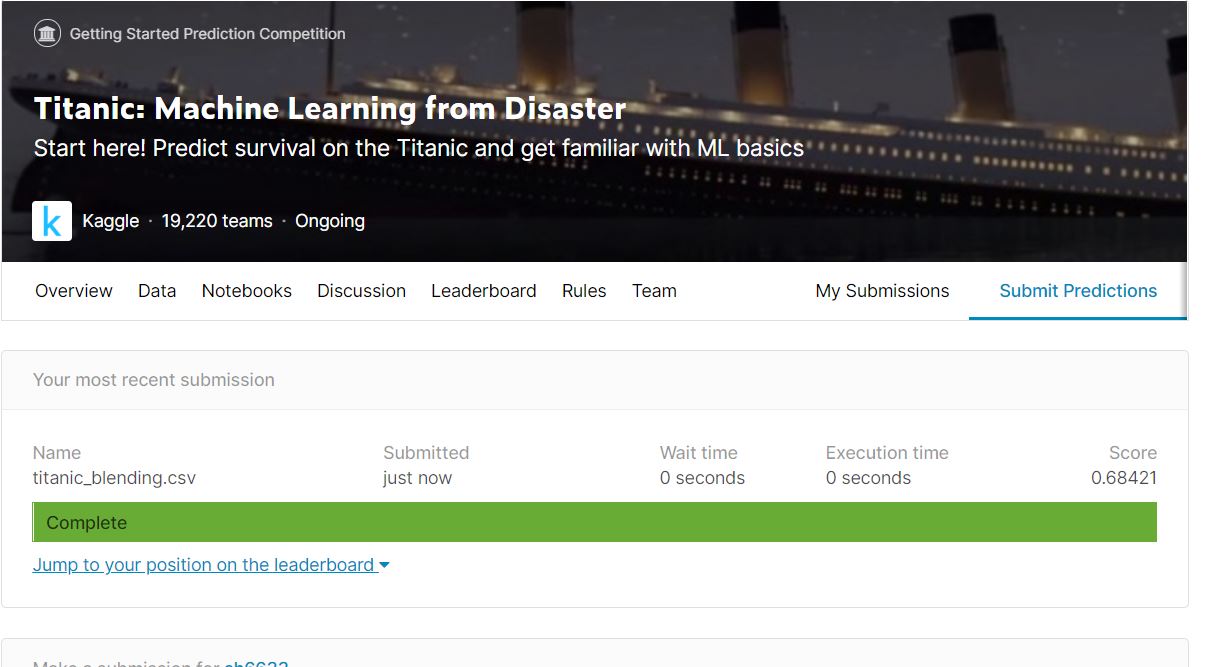 Getting Started Prediction Competition
Titanic: Machine Learning from Disaster
Start here! Predict survival on the Titanic and get familiar with ML basics
k Kaggle · 19,220 teams · Ongoing
Overview Data Notebooks Discussion Leaderboard Rules Team My Submissions Submit Predictions
Your most recent submission
Name Submitted Wait time Execution time Score
titanic_blending.csv just now 0 seconds 0 seconds 0.68421
Complete
Jump to your position on the leaderboard
Make a submission for